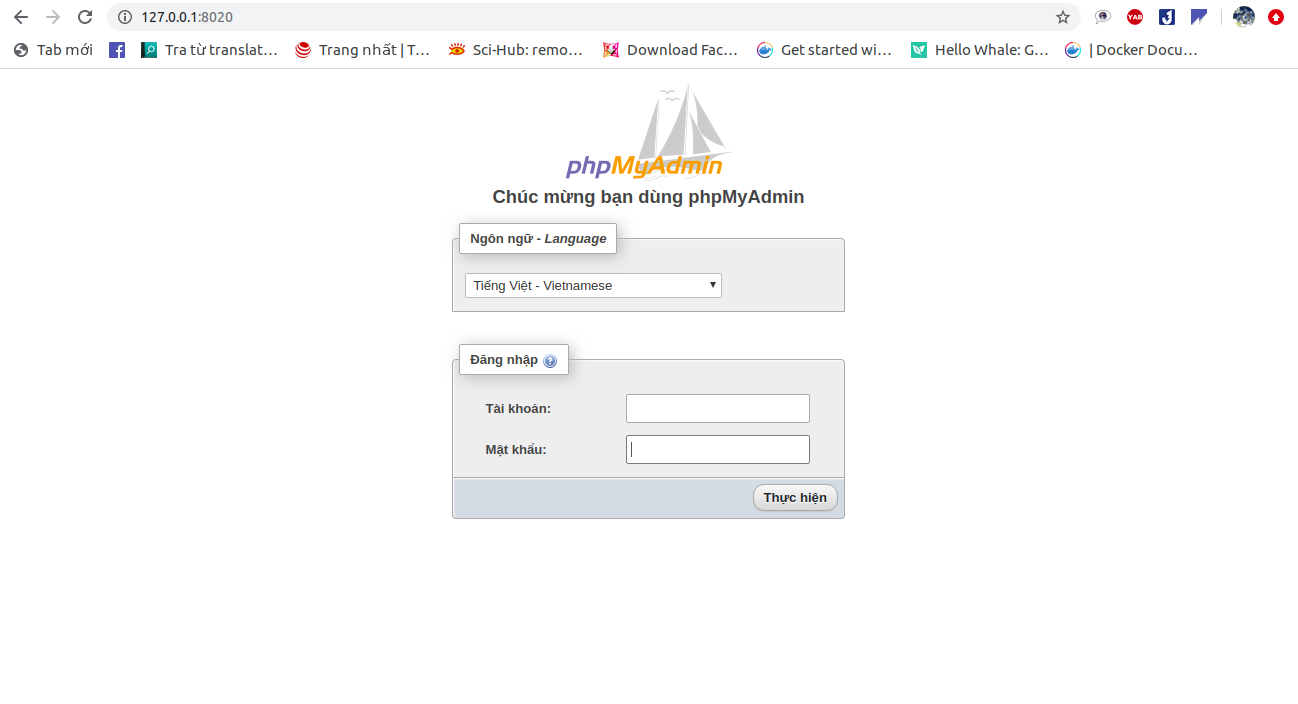 127.0.0.1:8020
Tab mới
Tra từ translat…
Trang nhất | T…
Sci-Hub: remo…
Download Fac…
Get started wi…
Hello Whale: G…
| Docker Docu…
YAB
phpMyAdmin
Chúc mừng bạn dùng phpMyAdmin
Ngôn ngữ - Language
Tiếng Việt - Vietnamese
Đăng nhập
Tài khoản:
Mật khẩu:
Thực hiện